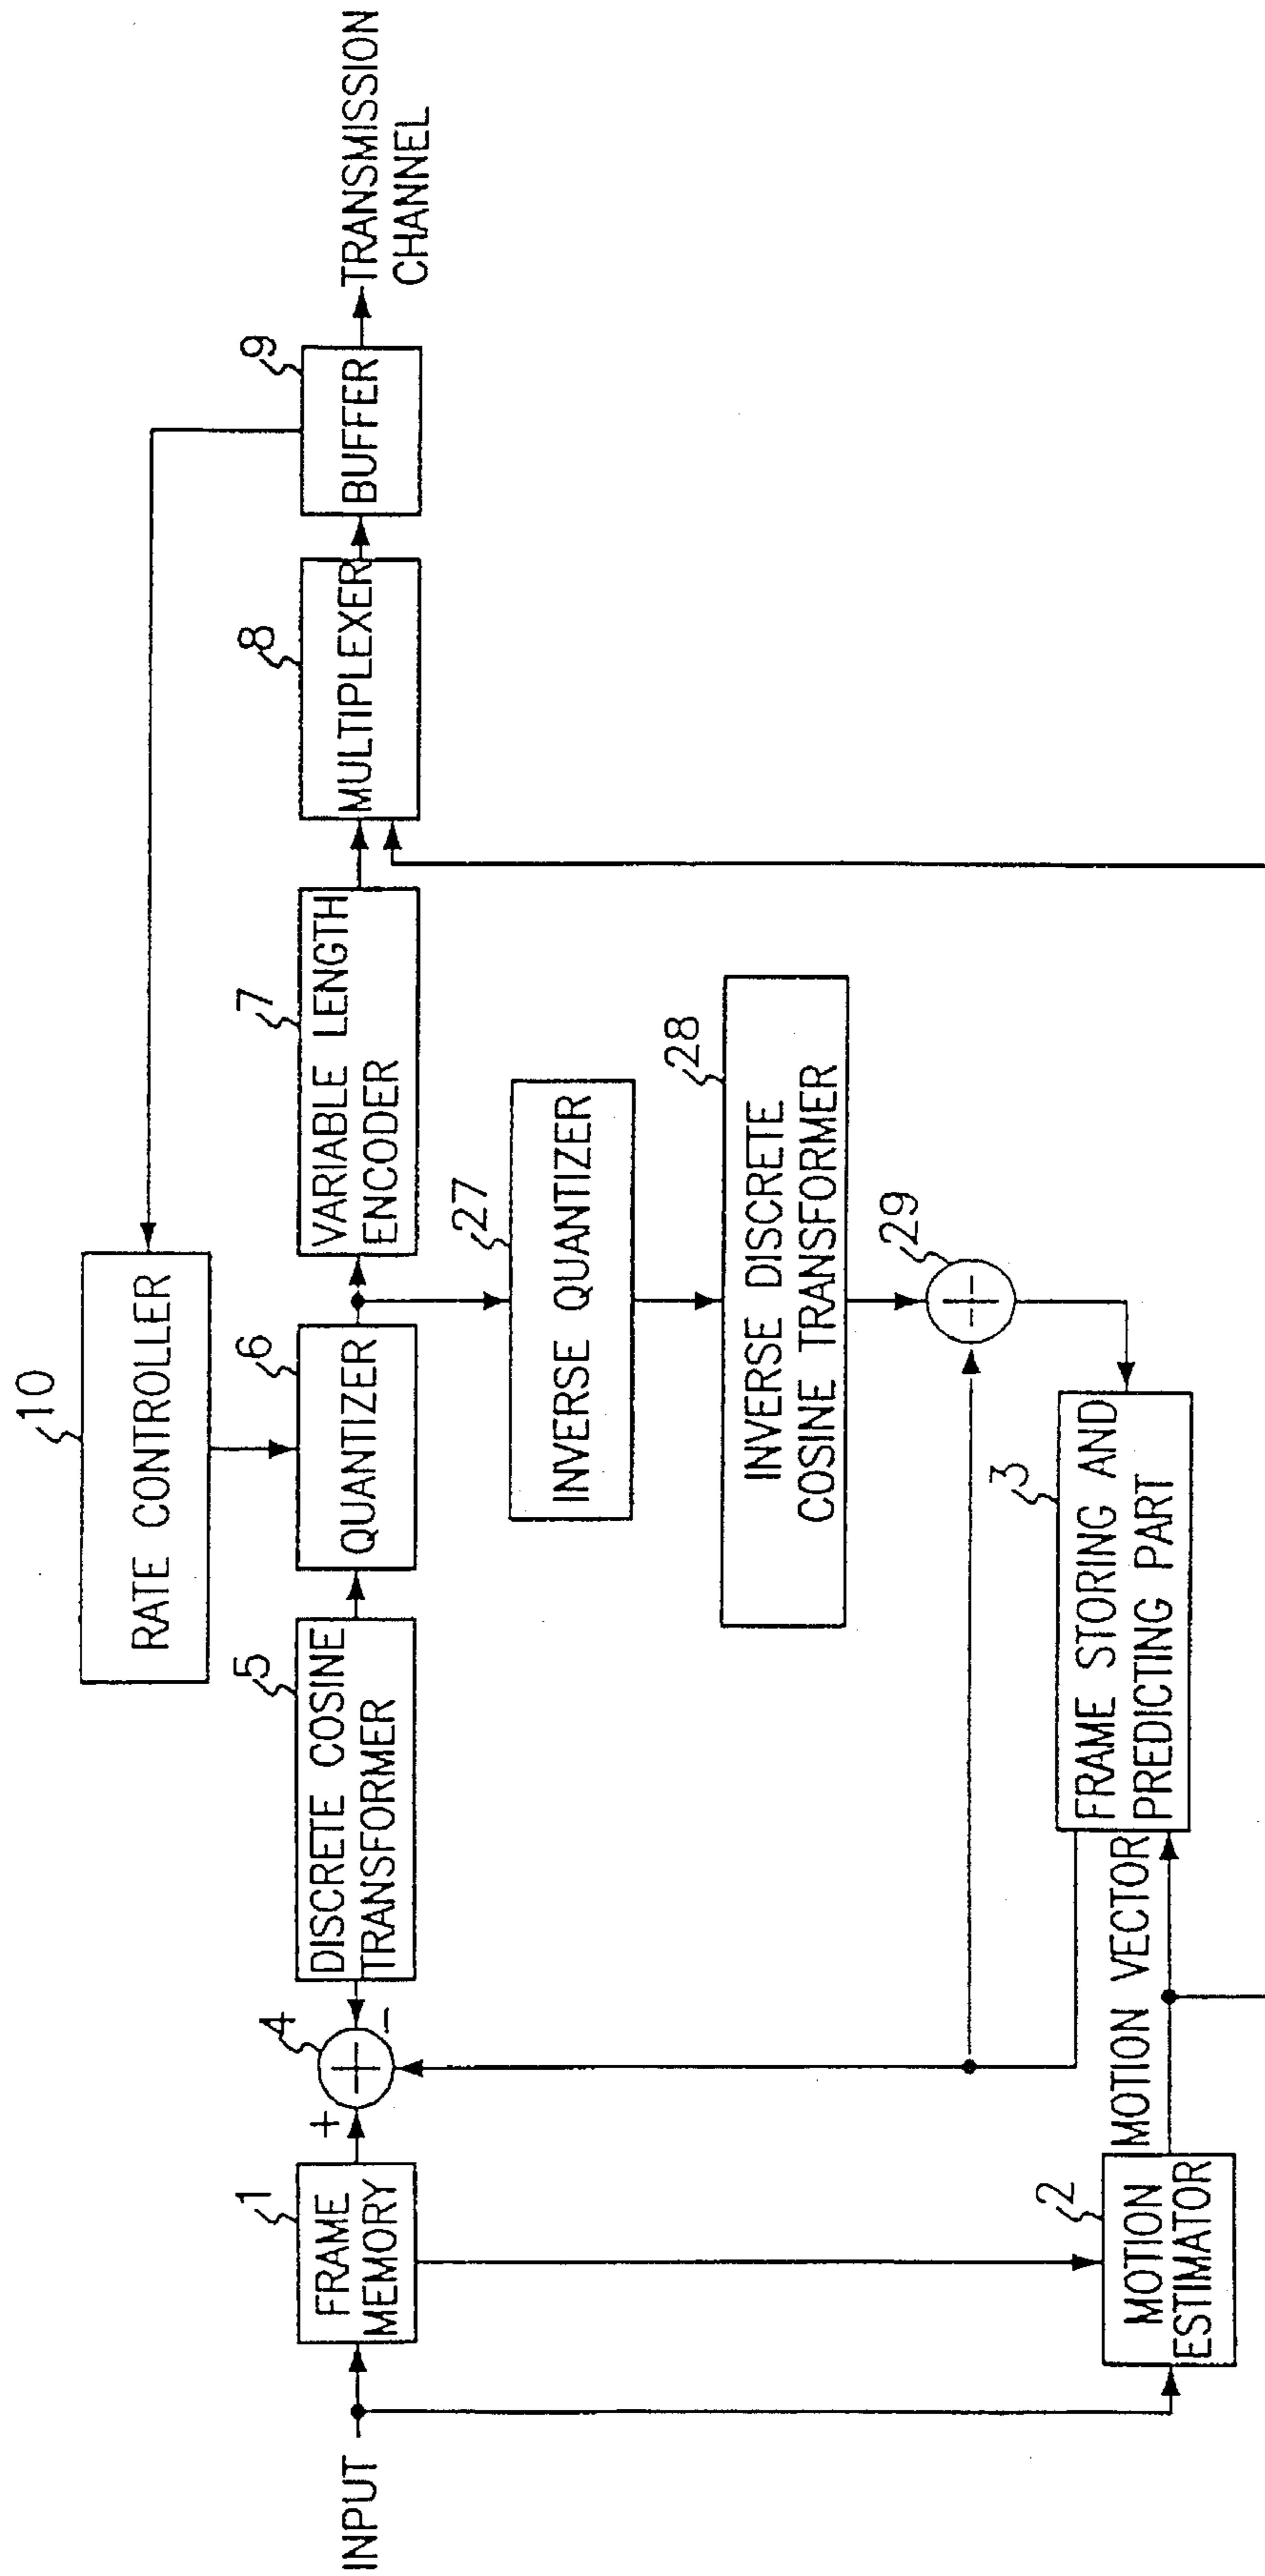 10
RATE CONTROLLER
INPUT
1
FRAME
MEMORY
+
4
-
5
DISCRETE COSINE
TRANSFORMER
6
QUANTIZER
7
VARIABLE LENGTH
ENCODER
8
MULTIPLEXER
9
BUFFER
TRANSMISSION
CHANNEL
27
INVERSE QUANTIZER
28
INVERSE DISCRETE
COSINE TRANSFORMER
29
2
MOTION
ESTIMATOR
MOTION VECTOR
3
FRAME STORING AND
PREDICTING PART